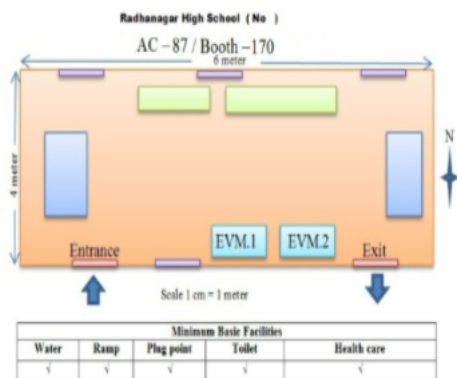 Radhanagar High School ( No )
AC – 87 / Booth –170
6 meter
4 meter
N
EVM.1 EVM.2
Entrance Exit
Scale 1 cm = 1 meter
Minimum Basic Facilities
Water Ramp Plug point Toilet Health care
√ √ √ √ √